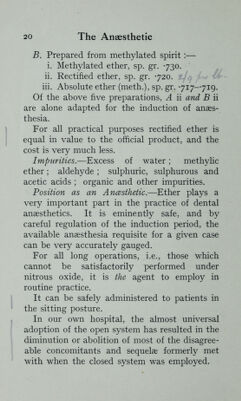 20 The Anæsthetic
B. Prepared from methylated spirit :—
i. Methylated ether, sp. gr. ·730.
ii. Rectified ether, sp. gr. ·720.
iii. Absolute ether (meth.), sp. gr. ·717—719.
Of the above five preparations, A ii and B ii
are alone adapted for the induction of anæs-
thesia.
For all practical purposes rectified ether is
equal in value to the official product, and the
cost is very much less.
Impurities.—Excess of water ; methylic
ether ; aldehyde ; sulphuric, sulphurous and
acetic acids ; organic and other impurities.
Position as an Anæsthetic.—Ether plays a
very important part in the practice of dental
anæsthetics. It is eminently safe, and by
careful regulation of the induction period, the
available anæsthesia requisite for a given case
can be very accurately gauged.
For all long operations, i.e., those which
cannot be satisfactorily performed under
nitrous oxide, it is the agent to employ in
routine practice.
It can be safely administered to patients in
the sitting posture.
In our own hospital, the almost universal
adoption of the open system has resulted in the
diminution or abolition of most of the disagree-
able concomitants and sequelæ formerly met
with when the closed system was employed.